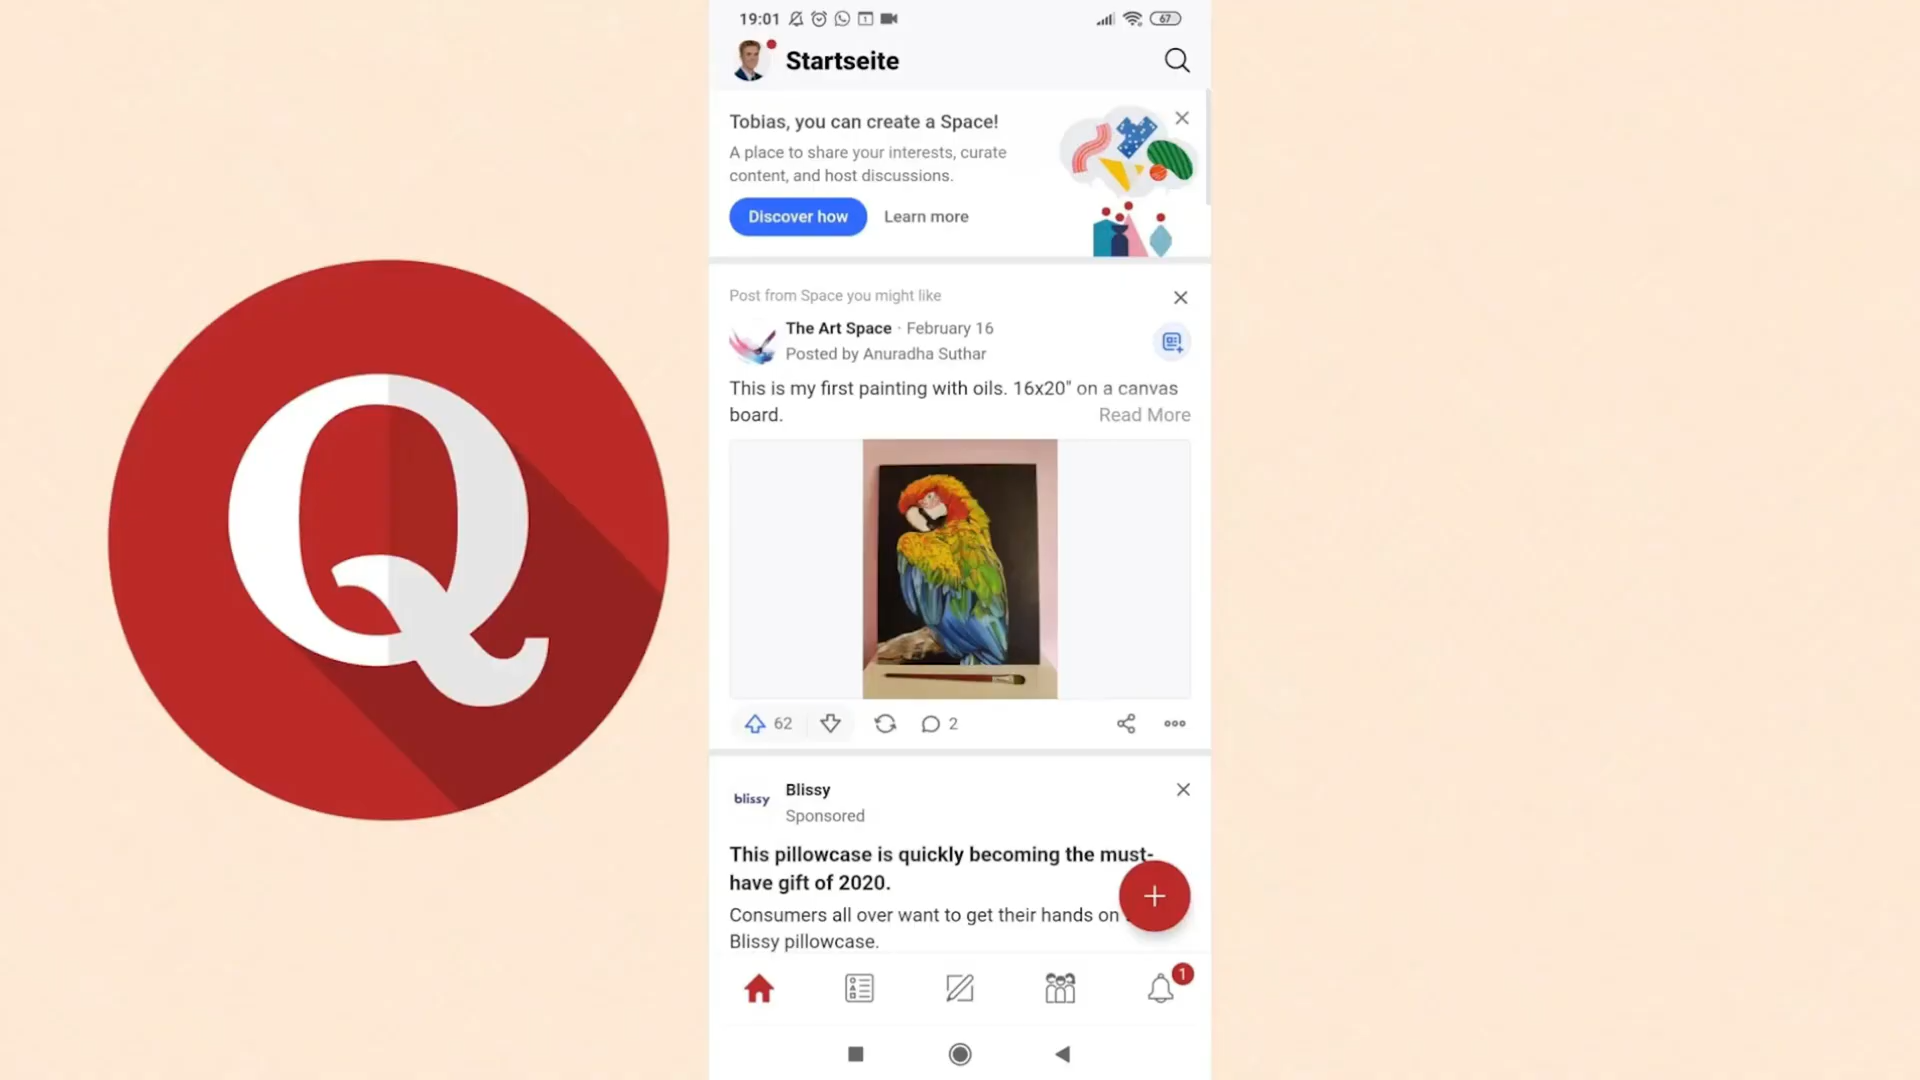 19:01
67
Startseite
Tobias, you can create a Space!
A place to share your interests, curate
content, and host discussions.
Discover how
Learn more
Post from Space you might like
The Art Space · February 16
Posted by Anuradha Suthar
This is my first painting with oils. 16x20" on a canvas
board.
Read More
62
2
blissy
Blissy
Sponsored
This pillowcase is quickly becoming the must-
have gift of 2020.
Consumers all over want to get their hands on
Blissy pillowcase.
1
Q